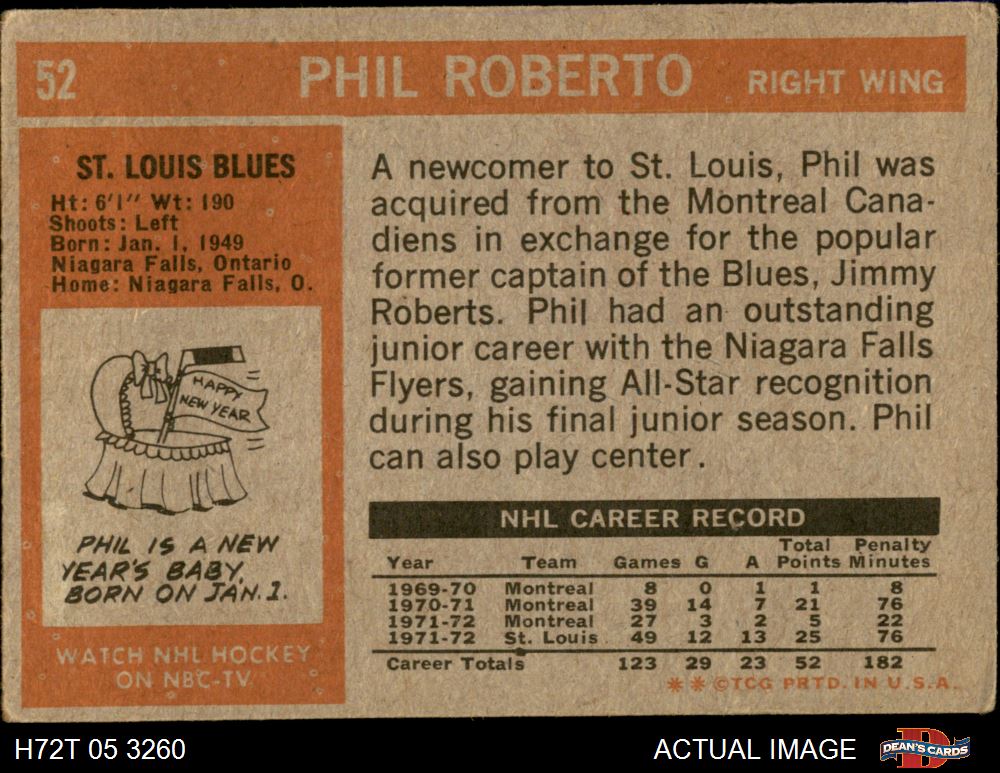 52 PHIL ROBERTO RIGHT WING
ST. LOUIS BLUES
Ht: 6'1'' Wt: 190
Shoots: Left
Born: Jan. 1, 1949
Niagara Falls, Ontario
Home: Niagara Falls, O.
HAPPY
NEW YEAR
PHIL IS A NEW
YEAR'S BABY,
BORN ON JAN. 1.
WATCH NHL HOCKEY
ON NBC-TV
A newcomer to St. Louis, Phil was
acquired from the Montreal Cana-
diens in exchange for the popular
former captain of the Blues, Jimmy
Roberts. Phil had an outstanding
junior career with the Niagara Falls
Flyers, gaining All-Star recognition
during his final junior season. Phil
can also play center.
NHL CAREER RECORD
Year Team Games G A Total Points Penalty Minutes
1969-70 Montreal 8 0 1 1 8
1970-71 Montreal 39 14 7 21 76
1971-72 Montreal 27 3 2 5 22
1971-72 St. Louis 49 12 13 25 76
Career Totals 123 29 23 52 182
**©TCG PRTD. IN U.S.A.
H72T 05 3260 ACTUAL IMAGE DEAN'S CARDS